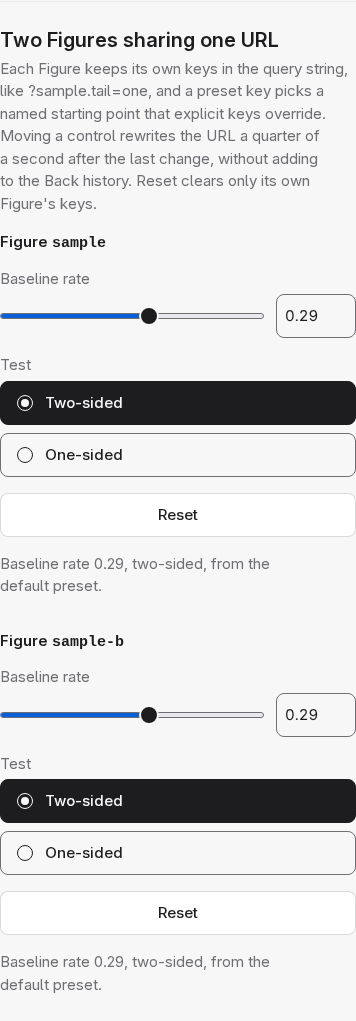 Two Figures sharing one URL
Each Figure keeps its own keys in the query string,
like ?sample.tail=one, and a preset key picks a
named starting point that explicit keys override.
Moving a control rewrites the URL a quarter of
a second after the last change, without adding
to the Back history. Reset clears only its own
Figure's keys.
Figure sample
Baseline rate
0.29
Test
Two-sided
One-sided
Reset
Baseline rate 0.29, two-sided, from the
default preset.
Figure sample-b
Baseline rate
0.29
Test
Two-sided
One-sided
Reset
Baseline rate 0.29, two-sided, from the
default preset.